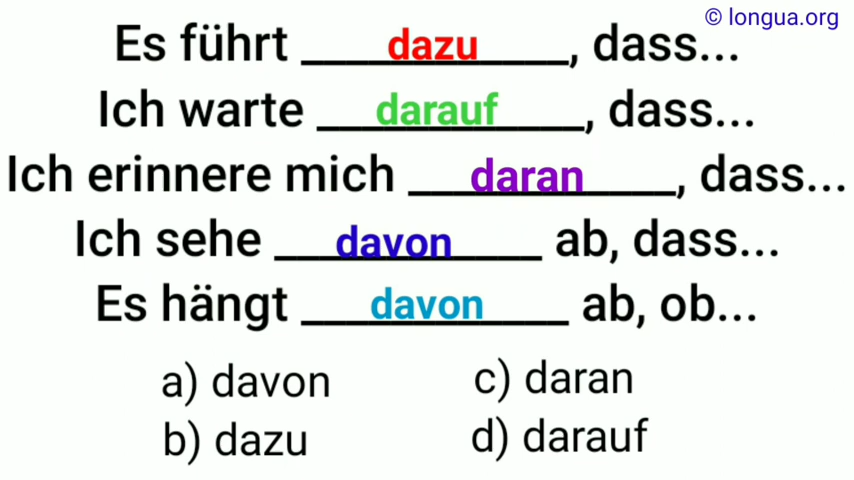 © longua.org
Es führt dazu, dass...
Ich warte darauf, dass...
Ich erinnere mich daran, dass...
Ich sehe davon ab, dass...
Es hängt davon ab, ob...
a) davon
c) daran
b) dazu
d) darauf